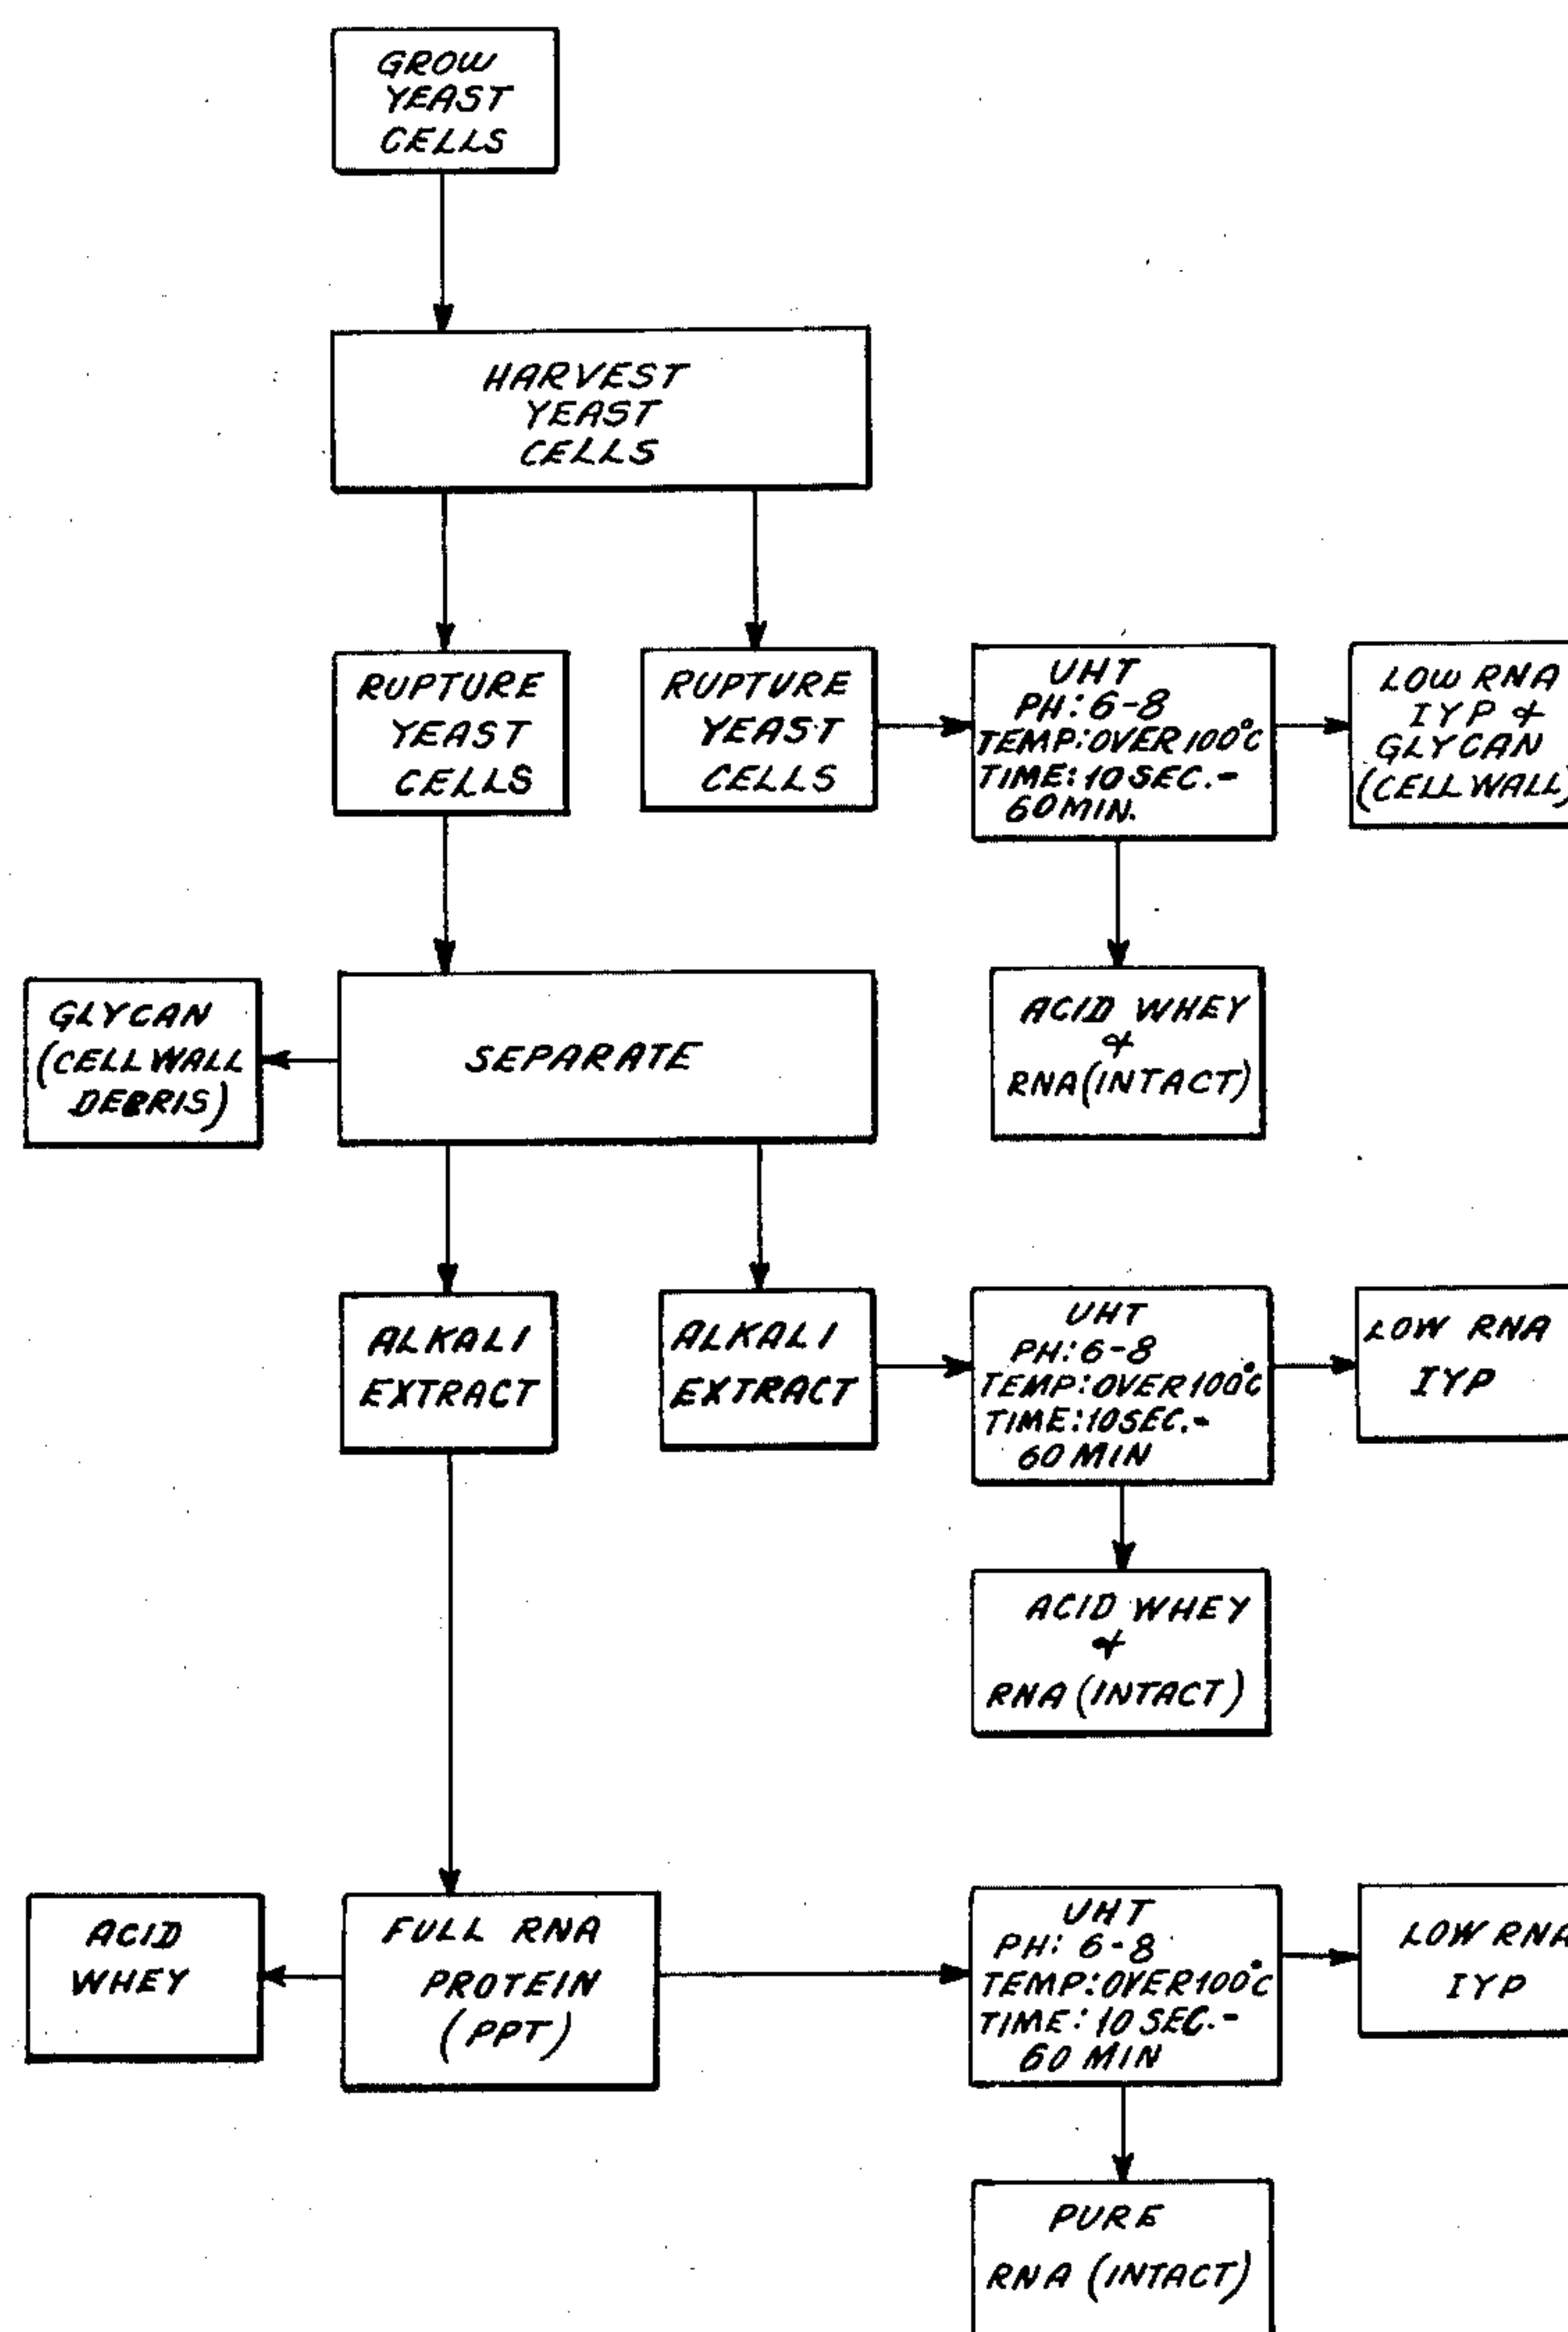 GROW
YEAST
CELLS
HARVEST
YEAST
CELLS
RUPTURE
YEAST
CELLS
RUPTURE
YEAST
CELLS
UHT
PH: 6-8
TEMP: OVER 100°C
TIME: 10 SEC.-
60 MIN.
LOW RNA
IYP &
GLYCAN
(CELL WALL)
GLYCAN
(CELL WALL
DEBRIS)
SEPARATE
ACID WHEY
&
RNA (INTACT)
ALKALI
EXTRACT
ALKALI
EXTRACT
UHT
PH: 6-8
TEMP: OVER 100°C
TIME: 10 SEC.-
60 MIN
LOW RNA
IYP
ACID WHEY
&
RNA (INTACT)
ACID
WHEY
FULL RNA
PROTEIN
(PPT)
UHT
PH: 6-8
TEMP: OVER 100°C
TIME: 10 SEC.-
60 MIN
LOW RNA
IYP
PURE
RNA (INTACT)